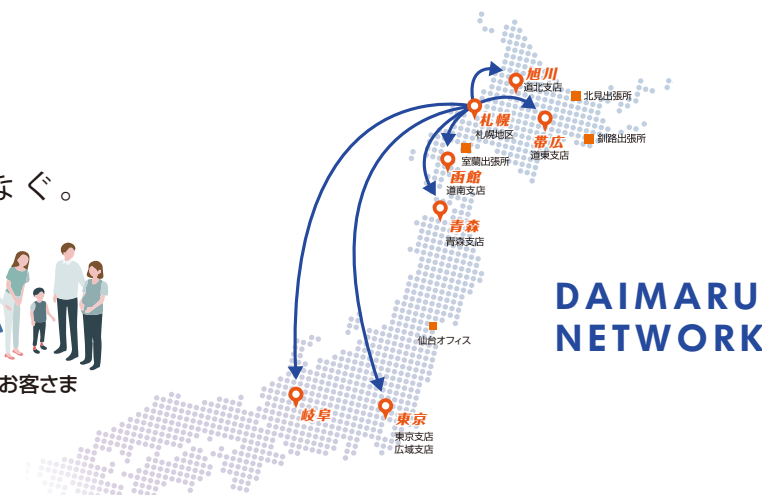 なぐ。
お客さま
旭川
道北支店
北見出張所
札幌
札幌地区
帯広
道東支店
釧路出張所
室蘭出張所
函館
道南支店
青森
青森支店
仙台オフィス
岐阜
東京
東京支店
広域支店
DAIMARU
NETWORK